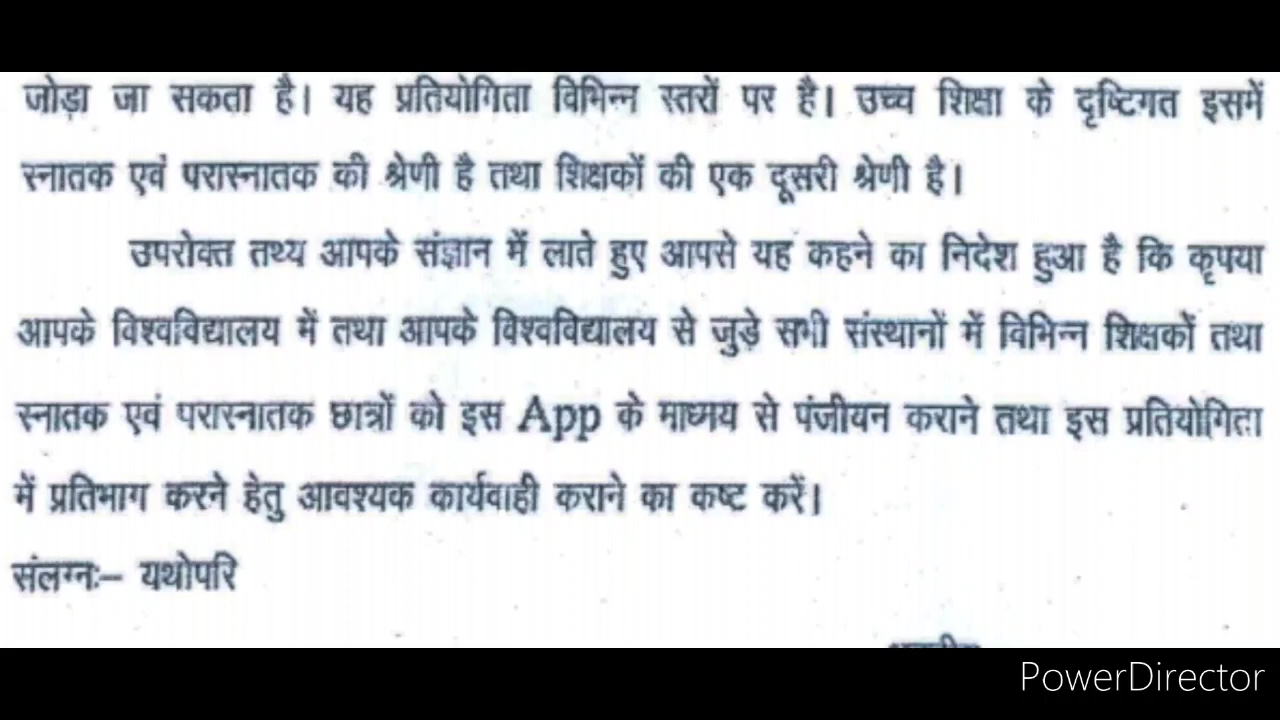 जोड़ा जा सकता है। यह प्रतियोगिता विभिन्न स्तरों पर है। उच्च शिक्षा के दृष्टिगत इसमें
स्नातक एवं परास्नातक की श्रेणी है तथा शिक्षकों की एक दूसरी श्रेणी है।
उपरोक्त तथ्य आपके संज्ञान में लाते हुए आपसे यह कहने का निदेश हुआ है कि कृपया
आपके विश्वविद्यालय में तथा आपके विश्वविद्यालय से जुड़े सभी संस्थानों में विभिन्न शिक्षकों तथा
स्नातक एवं परास्नातक छात्रों को इस App के माध्मय से पंजीयन कराने तथा इस प्रतियोगिता
में प्रतिभाग करने हेतु आवश्यक कार्यवाही कराने का कष्ट करें।
संलग्नः– यथोपरि
PowerDirector